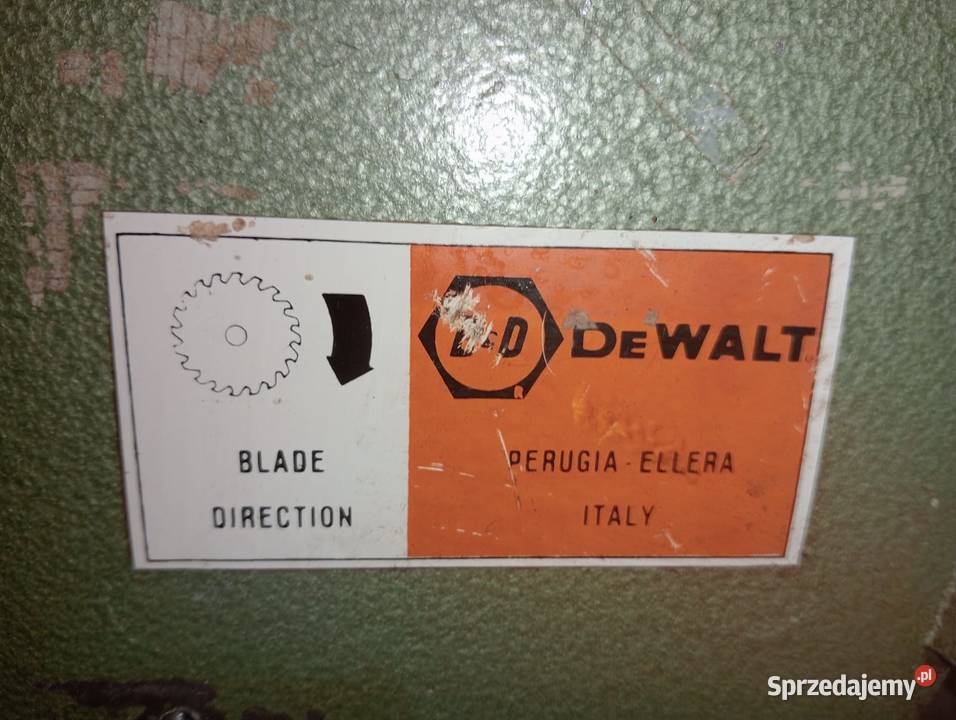 B&D DEWALT
R
BLADE
DIRECTION
PERUGIA-ELLERA
ITALY
Sprzedajemy.pl